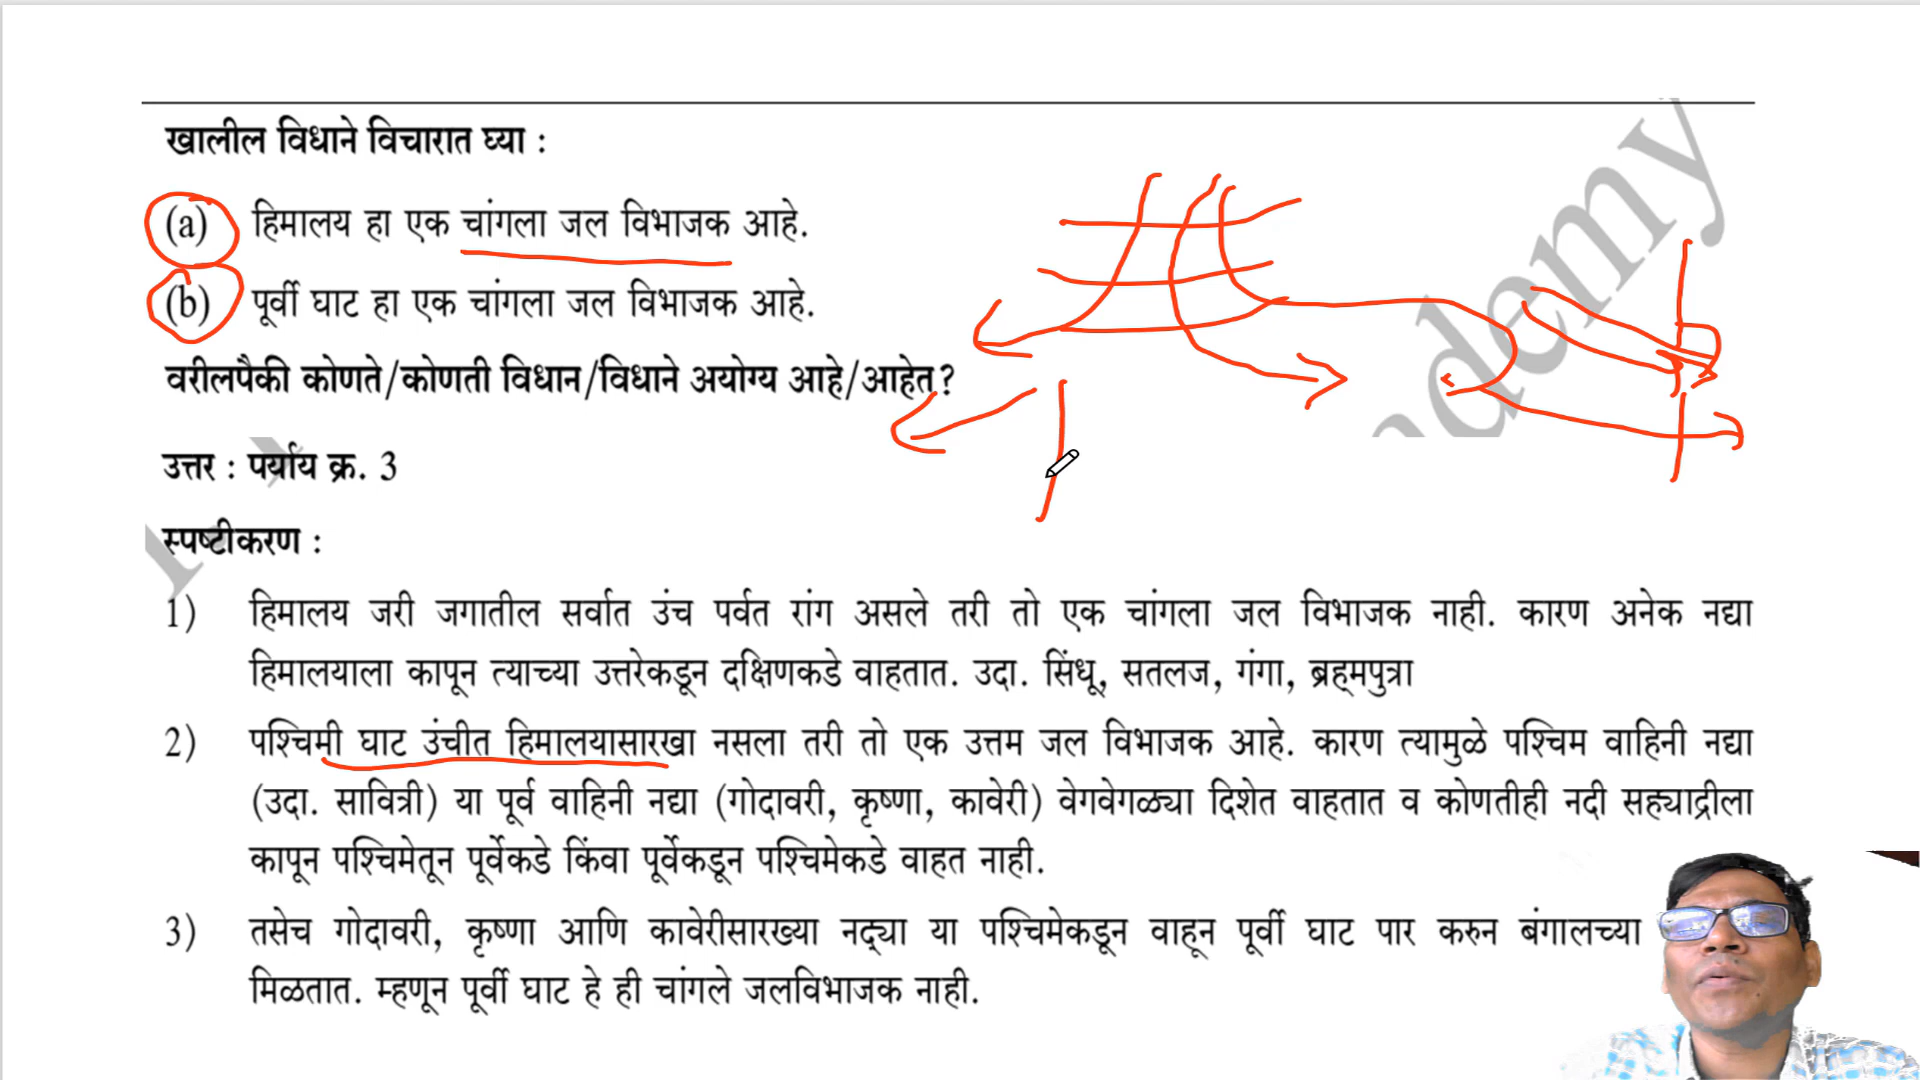 खालील विधाने विचारात घ्या :
(a) हिमालय हा एक चांगला जल विभाजक आहे.
(b) पूर्वी घाट हा एक चांगला जल विभाजक आहे.
वरीलपैकी कोणते/कोणती विधान/विधाने अयोग्य आहे/आहेत?
उत्तर : पर्याय क्र. 3
स्पष्टीकरण :
1) हिमालय जरी जगातील सर्वात उंच पर्वत रांग असले तरी तो एक चांगला जल विभाजक नाही. कारण अनेक नद्या
हिमालयाला कापून त्याच्या उत्तरेकडून दक्षिणकडे वाहतात. उदा. सिंधू, सतलज, गंगा, ब्रह्मपुत्रा
2) पश्चिमी घाट उंचीत हिमालयासारखा नसला तरी तो एक उत्तम जल विभाजक आहे. कारण त्यामुळे पश्चिम वाहिनी नद्या
(उदा. सावित्री) या पूर्व वाहिनी नद्या (गोदावरी, कृष्णा, कावेरी) वेगवेगळ्या दिशेत वाहतात व कोणतीही नदी सह्याद्रीला
कापून पश्चिमेतून पूर्वेकडे किंवा पूर्वेकडून पश्चिमेकडे वाहत नाही.
3) तसेच गोदावरी, कृष्णा आणि कावेरीसारख्या नद्या या पश्चिमेकडून वाहून पूर्वी घाट पार करुन बंगालच्या
मिळतात. म्हणून पूर्वी घाट हे ही चांगले जलविभाजक नाही.